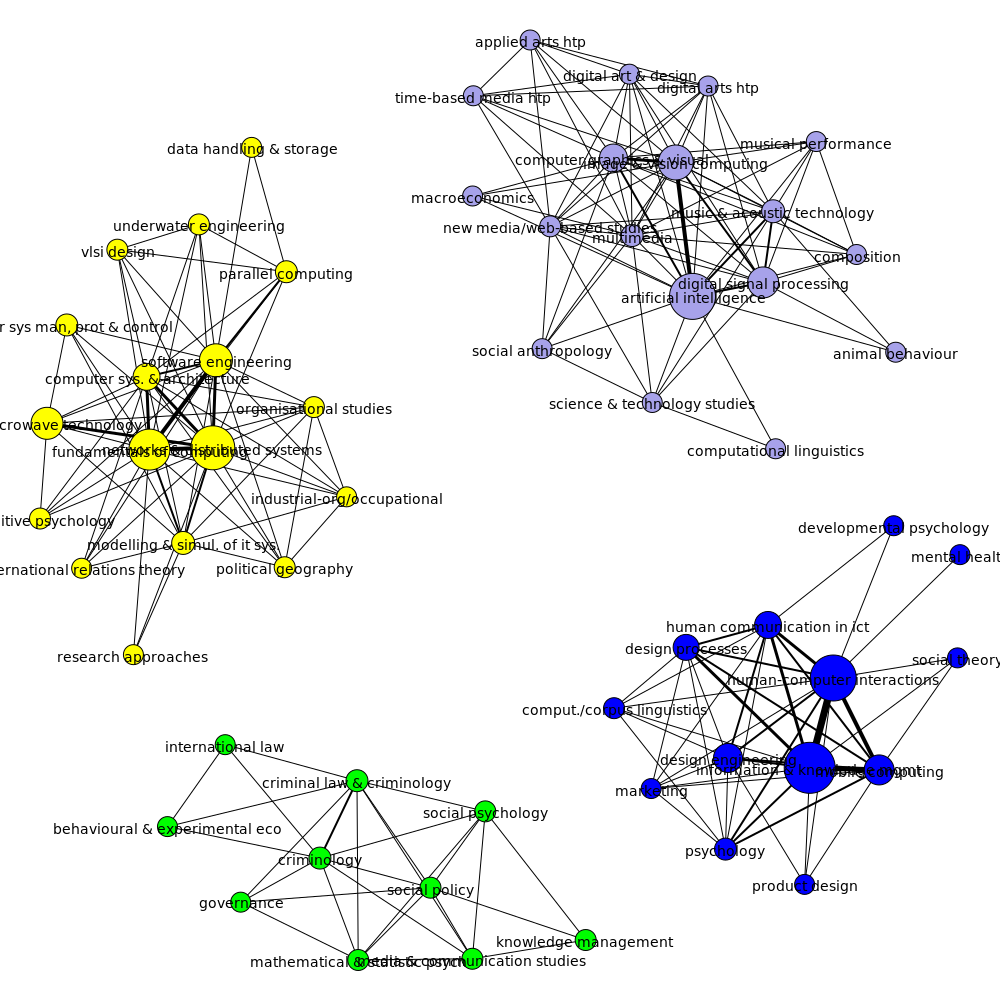 applied arts htp
digital art & design
digital arts htp
time-based media htp
musical performance
data handling & storage
computer graphics & visual
image & vision computing
macroeconomics
music & acoustic technology
underwater engineering
new media/web-based studies
multimedia
vlsi design
composition
parallel computing
digital signal processing
artificial intelligence
r sys man, prot & control
social anthropology
animal behaviour
software engineering
computer sys. & architecture
science & technology studies
organisational studies
crowave technology
fundamentals of computing
networks & distributed systems
computational linguistics
industrial-org/occupational
itive psychology
developmental psychology
modelling & simul. of it sys.
mental healt
ernational relations theory
political geography
human communication in ict
research approaches
design processes
social theory
human-computer interactions
comput./corpus linguistics
international law
design engineering
information & knowledge mgmt
mobile computing
criminal law & criminology
marketing
social psychology
behavioural & experimental eco
psychology
criminology
social policy
product design
governance
knowledge management
mathematical & statistic psych
media & communication studies